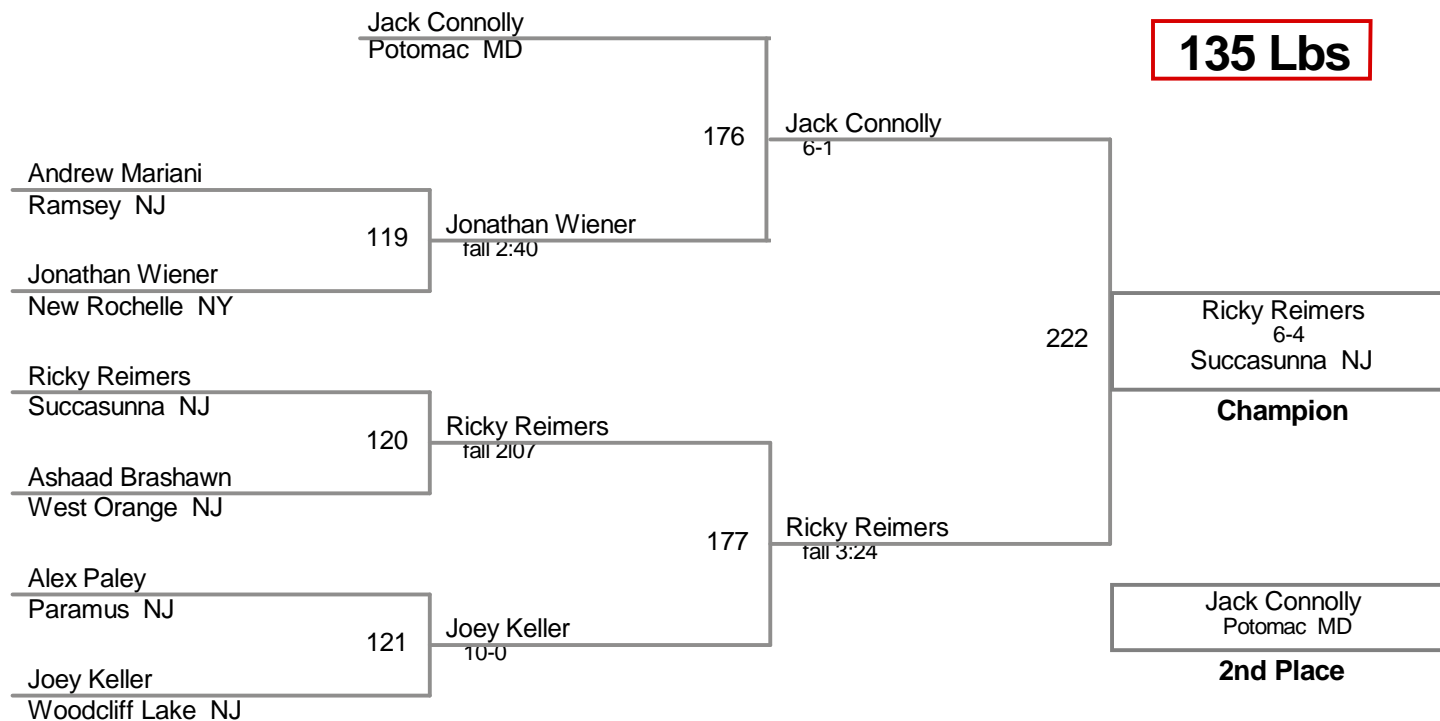 Jack Connolly
Potomac MD
135 Lbs
176
Jack Connolly
6-1
Andrew Mariani
Ramsey NJ
119
Jonathan Wiener
fall 2:40
Jonathan Wiener
New Rochelle NY
222
Ricky Reimers
6-4
Succasunna NJ
Champion
Ricky Reimers
Succasunna NJ
120
Ricky Reimers
fall 2l07
Ashaad Brashawn
West Orange NJ
177
Ricky Reimers
fall 3:24
Alex Paley
Paramus NJ
121
Joey Keller
10-0
Joey Keller
Woodcliff Lake NJ
Jack Connolly
Potomac MD
2nd Place